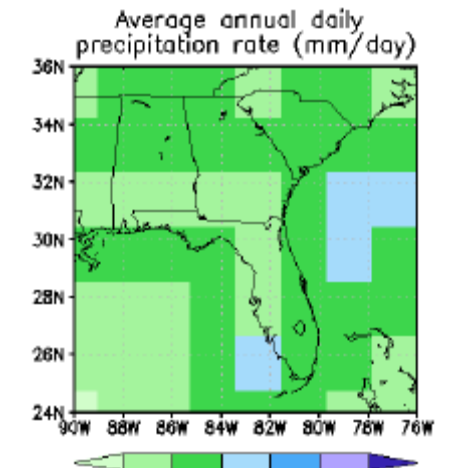 Average annual daily
precipitation rate (mm/day)
36N
34N
32N
30N
28N
26N
24N
90W 88W 86W 84W 82W 80W 78W 76W